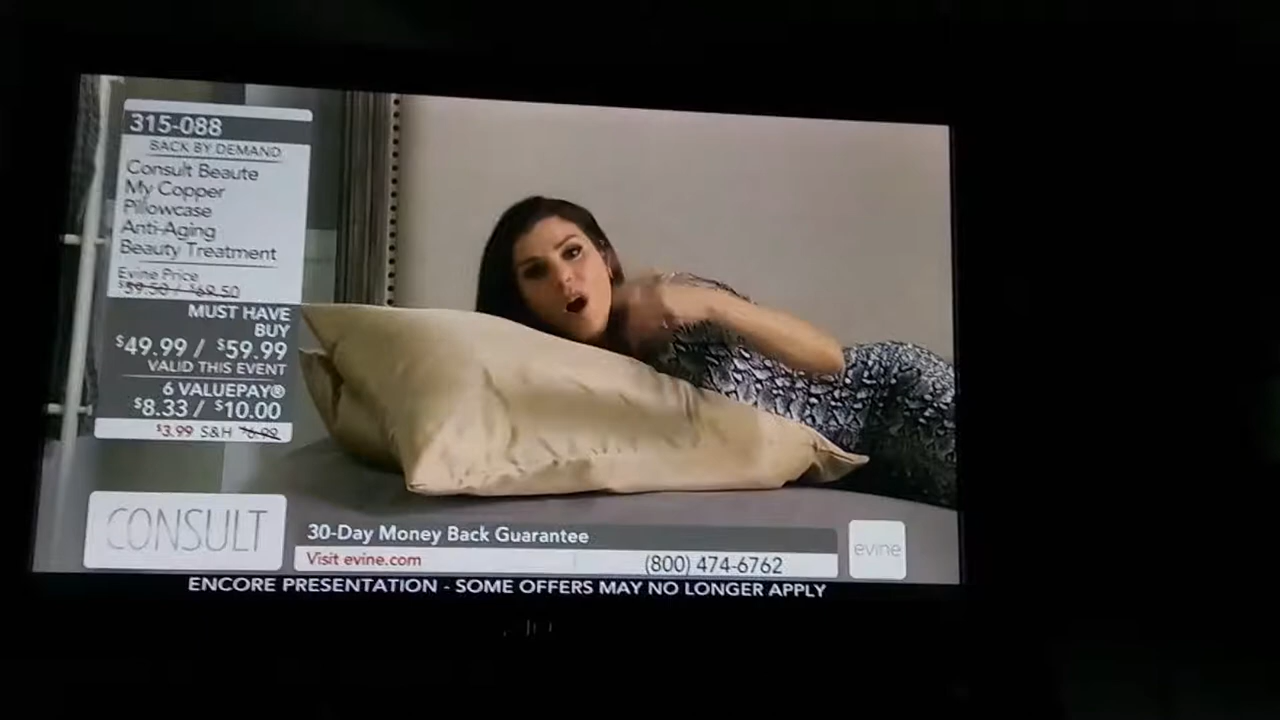 315-088
BACK BY DEMAND
Consult Beaute
My Copper
Pillowcase
Anti-Aging
Beauty Treatment
Evine Price
$59.50 / $69.50
MUST HAVE
BUY
$49.99 / $59.99
VALID THIS EVENT
6 VALUEPAY®
$8.33 / $10.00
$3.99 S&H $6.99
CONSULT
30-Day Money Back Guarantee
Visit evine.com
(800) 474-6762
evine
ENCORE PRESENTATION - SOME OFFERS MAY NO LONGER APPLY